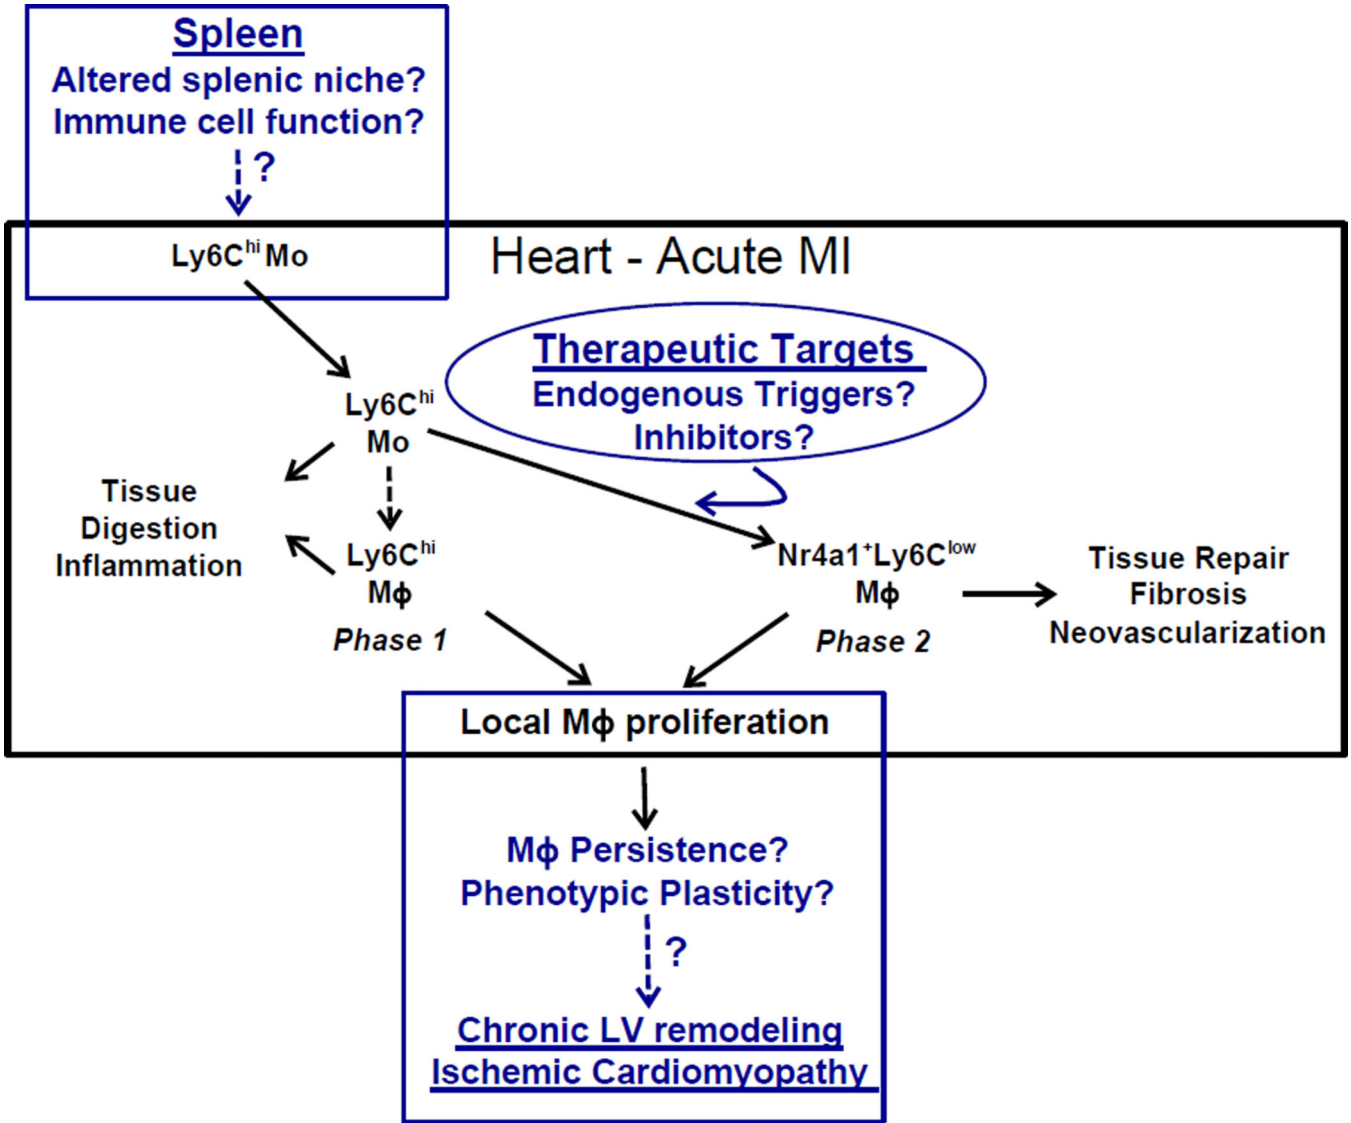 Spleen
Altered splenic niche?
Immune cell function?
?
Ly6Chi Mo
Heart - Acute MI
Therapeutic Targets
Endogenous Triggers?
Inhibitors?
Ly6Chi
Mo
Tissue
Digestion
Inflammation
Ly6Chi
Mϕ
Phase 1
Nr4a1+Ly6Clow
Mϕ
Phase 2
Tissue Repair
Fibrosis
Neovascularization
Local Mϕ proliferation
Mϕ Persistence?
Phenotypic Plasticity?
?
Chronic LV remodeling
Ischemic Cardiomyopathy